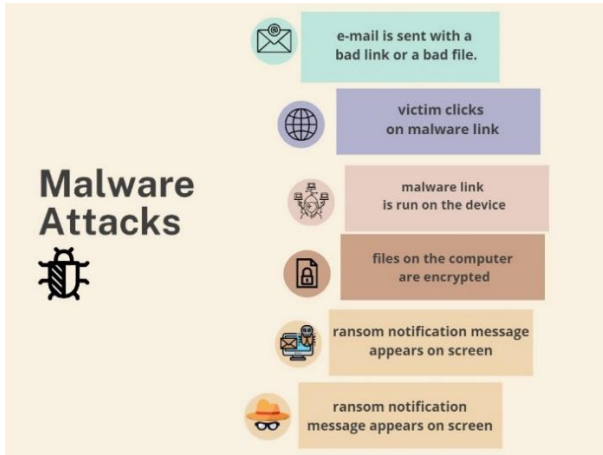 Malware
Attacks
e-mail is sent with a
bad link or a bad file.
victim clicks
on malware link
malware link
is run on the device
files on the computer
are encrypted
ransom notification message
appears on screen
ransom notification
message appears on screen